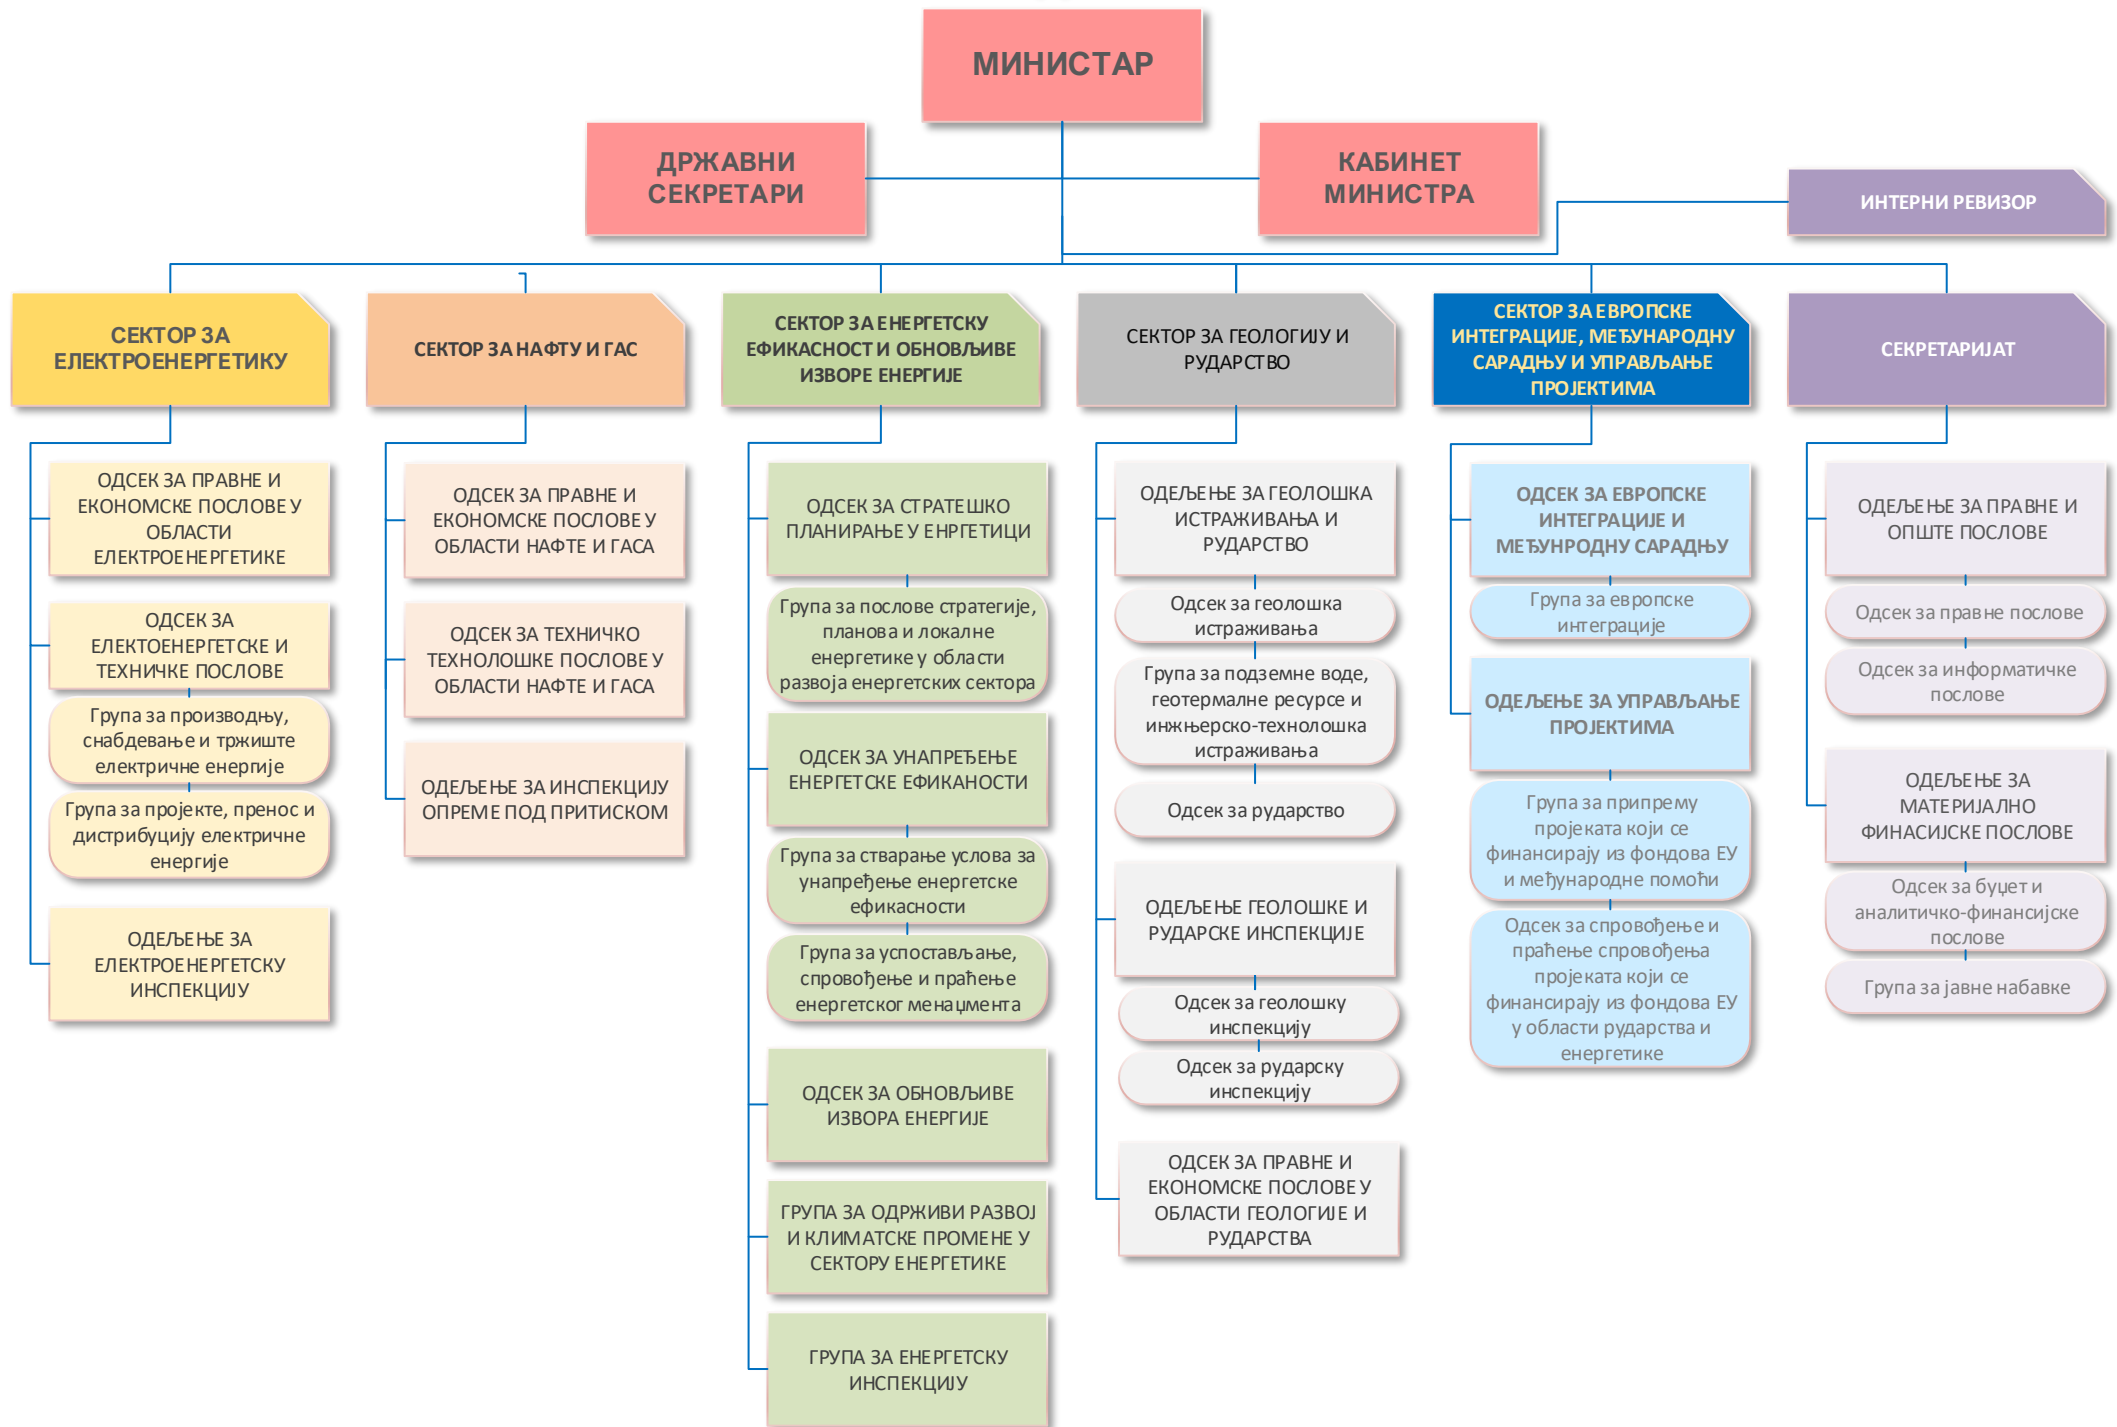 МИНИСТАР
ДРЖАВНИ
СЕКРЕТАРИ
КАБИНЕТ
МИНИСТРА
ИНТЕРНИ РЕВИЗОР
СЕКТОР ЗА
ЕЛЕКТРОЕНЕРГЕТИКУ
ОДСЕК ЗА ПРАВНЕ И
ЕКОНОМСКЕ ПОСЛОВЕ У
ОБЛАСТИ
ЕЛЕКТРОЕНЕРГЕТИКЕ
ОДСЕК ЗА
ЕЛЕКТОЕНЕРГЕТСКЕ И
ТЕХНИЧКЕ ПОСЛОВЕ
Група за производњу,
снабдевање и тржиште
електричне енергије
Група за пројекте, пренос и
дистрибуцију електричне
енергије
ОДЕЉЕЊЕ ЗА
ЕЛЕКТРОЕНЕРГЕТСКУ
ИНСПЕКЦИЈУ
СЕКТОР ЗА НАФТУ И ГАС
ОДСЕК ЗА ПРАВНЕ И
ЕКОНОМСКЕ ПОСЛОВЕ У
ОБЛАСТИ НАФТЕ И ГАСА
ОДСЕК ЗА ТЕХНИЧКО
ТЕХНОЛОШКЕ ПОСЛОВЕ У
ОБЛАСТИ НАФТЕ И ГАСА
ОДЕЉЕЊЕ ЗА ИНСПЕКЦИЈУ
ОПРЕМЕ ПОД ПРИТИСКОМ
СЕКТОР ЗА ЕНЕРГЕТСКУ
ЕФИКАСНОСТ И ОБНОВЉИВЕ
ИЗВОРЕ ЕНЕРГИЈЕ
ОДСЕК ЗА СТРАТЕШКО
ПЛАНИРАЊЕ У ЕНРГЕТИЦИ
Група за послове стратегије,
планова и локалне
енергетике у области
развоја енергетских сектора
ОДСЕК ЗА УНАПРЕЂЕЊЕ
ЕНЕРГЕТСКЕ ЕФИКАНОСТИ
Група за стварање услова за
унапређење енергетске
ефикасности
Група за успостављање,
спровођење и праћење
енергетског менаџмента
ОДСЕК ЗА ОБНОВЉИВЕ
ИЗВОРА ЕНЕРГИЈЕ
ГРУПА ЗА ОДРЖИВИ РАЗВОЈ
И КЛИМАТСКЕ ПРОМЕНЕ У
СЕКТОРУ ЕНЕРГЕТИКЕ
ГРУПА ЗА ЕНЕРГЕТСКУ
ИНСПЕКЦИЈУ
СЕКТОР ЗА ГЕОЛОГИЈУ И
РУДАРСТВО
ОДЕЉЕЊЕ ЗА ГЕОЛОШКА
ИСТРАЖИВАЊА И
РУДАРСТВО
Одсек за геолошка
истраживања
Група за подземне воде,
геотермалне ресурсе и
инжњерско-технолошка
истраживања
Одсек за рударство
ОДЕЉЕЊЕ ГЕОЛОШКЕ И
РУДАРСКЕ ИНСПЕКЦИЈЕ
Одсек за геолошку
инспекцију
Одсек за рударску
инспекцију
ОДСЕК ЗА ПРАВНЕ И
ЕКОНОМСКЕ ПОСЛОВЕ У
ОБЛАСТИ ГЕОЛОГИЈЕ И
РУДАРСТВА
СЕКТОР ЗА ЕВРОПСКЕ
ИНТЕГРАЦИЈЕ, МЕЂУНАРОДНУ
САРАДЊУ И УПРАВЉАЊЕ
ПРОЈЕКТИМА
ОДСЕК ЗА ЕВРОПСКЕ
ИНТЕГРАЦИЈЕ И
МЕЂУНРОДНУ САРАДЊУ
Група за европске
интеграције
ОДЕЉЕЊЕ ЗА УПРАВЉАЊЕ
ПРОЈЕКТИМА
Група за припрему
пројеката који се
финансирају из фондова ЕУ
и међународне помоћи
Одсек за спровођење и
праћење спровођења
пројеката који се
финансирају из фондова ЕУ
у области рударства и
енергетике
СЕКРЕТАРИЈАТ
ОДЕЉЕЊЕ ЗА ПРАВНЕ И
ОПШТЕ ПОСЛОВЕ
Одсек за правне послове
Одсек за информатичке
послове
ОДЕЉЕЊЕ ЗА
МАТЕРИЈАЛНО
ФИНАСИЈСКЕ ПОСЛОВЕ
Одсек за буџет и
аналитичко-финансијске
послове
Група за јавне набавке